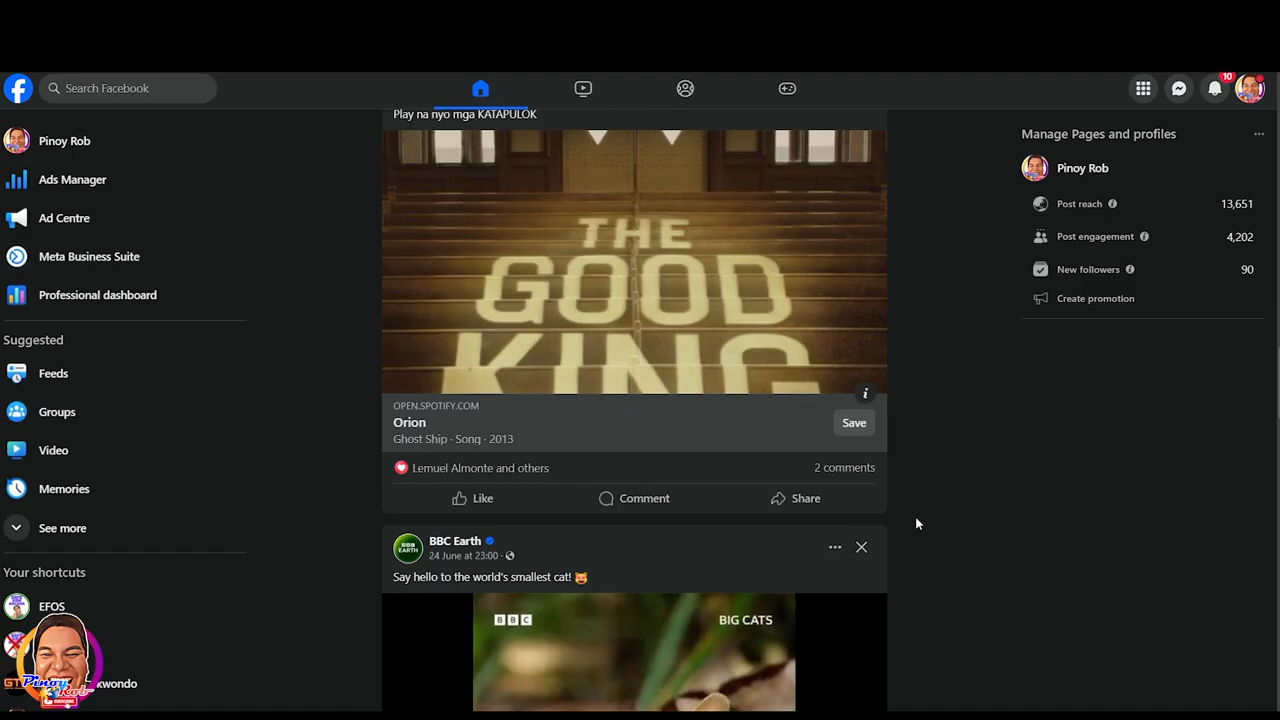 Search Facebook
10
Pinoy Rob
Ads Manager
Ad Centre
Meta Business Suite
Professional dashboard
Suggested
Feeds
Groups
Video
Memories
See more
Your shortcuts
EFOS
kwondo
Pinoy
Rob
SUBSCRIBE
Play na nyo mga KATAPULOK
THE
GOOD
KING
OPEN.SPOTIFY.COM
Orion
Ghost Ship · Song · 2013
Save
Lemuel Almonte and others
2 comments
Like
Comment
Share
BBC Earth
24 June at 23:00 ·
Say hello to the world's smallest cat!
BBC
BIG CATS
Manage Pages and profiles
Pinoy Rob
Post reach
13,651
Post engagement
4,202
New followers
90
Create promotion